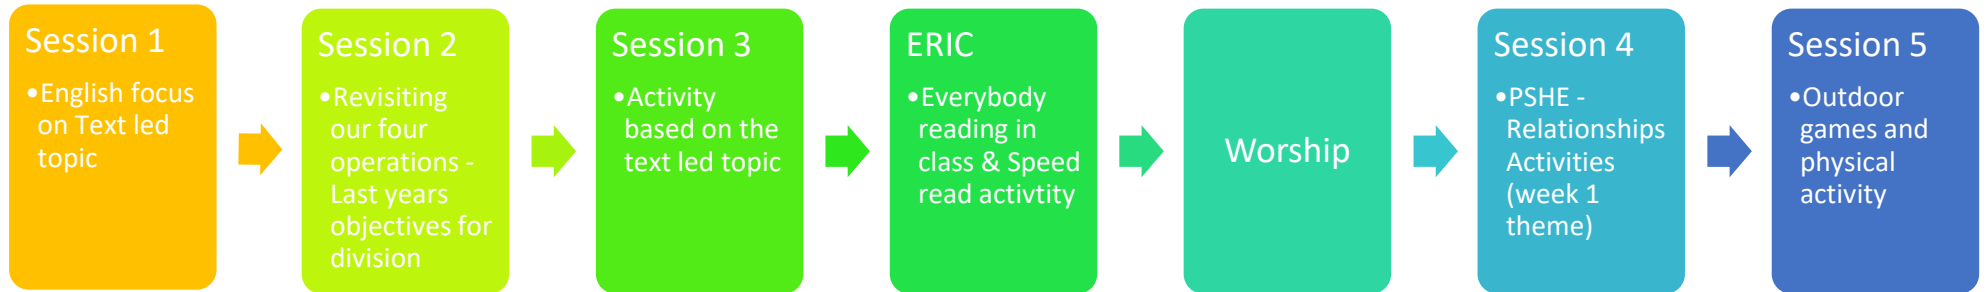 Session 1
•English focus
on Text led
topic
Session 2
•Revisiting
our four
operations -
Last years
objectives for
division
Session 3
•Activity
based on the
text led topic
ERIC
•Everybody
reading in
class & Speed
read activtity
Worship
Session 4
•PSHE -
Relationships
Activities
(week 1
theme)
Session 5
•Outdoor
games and
physical
activity